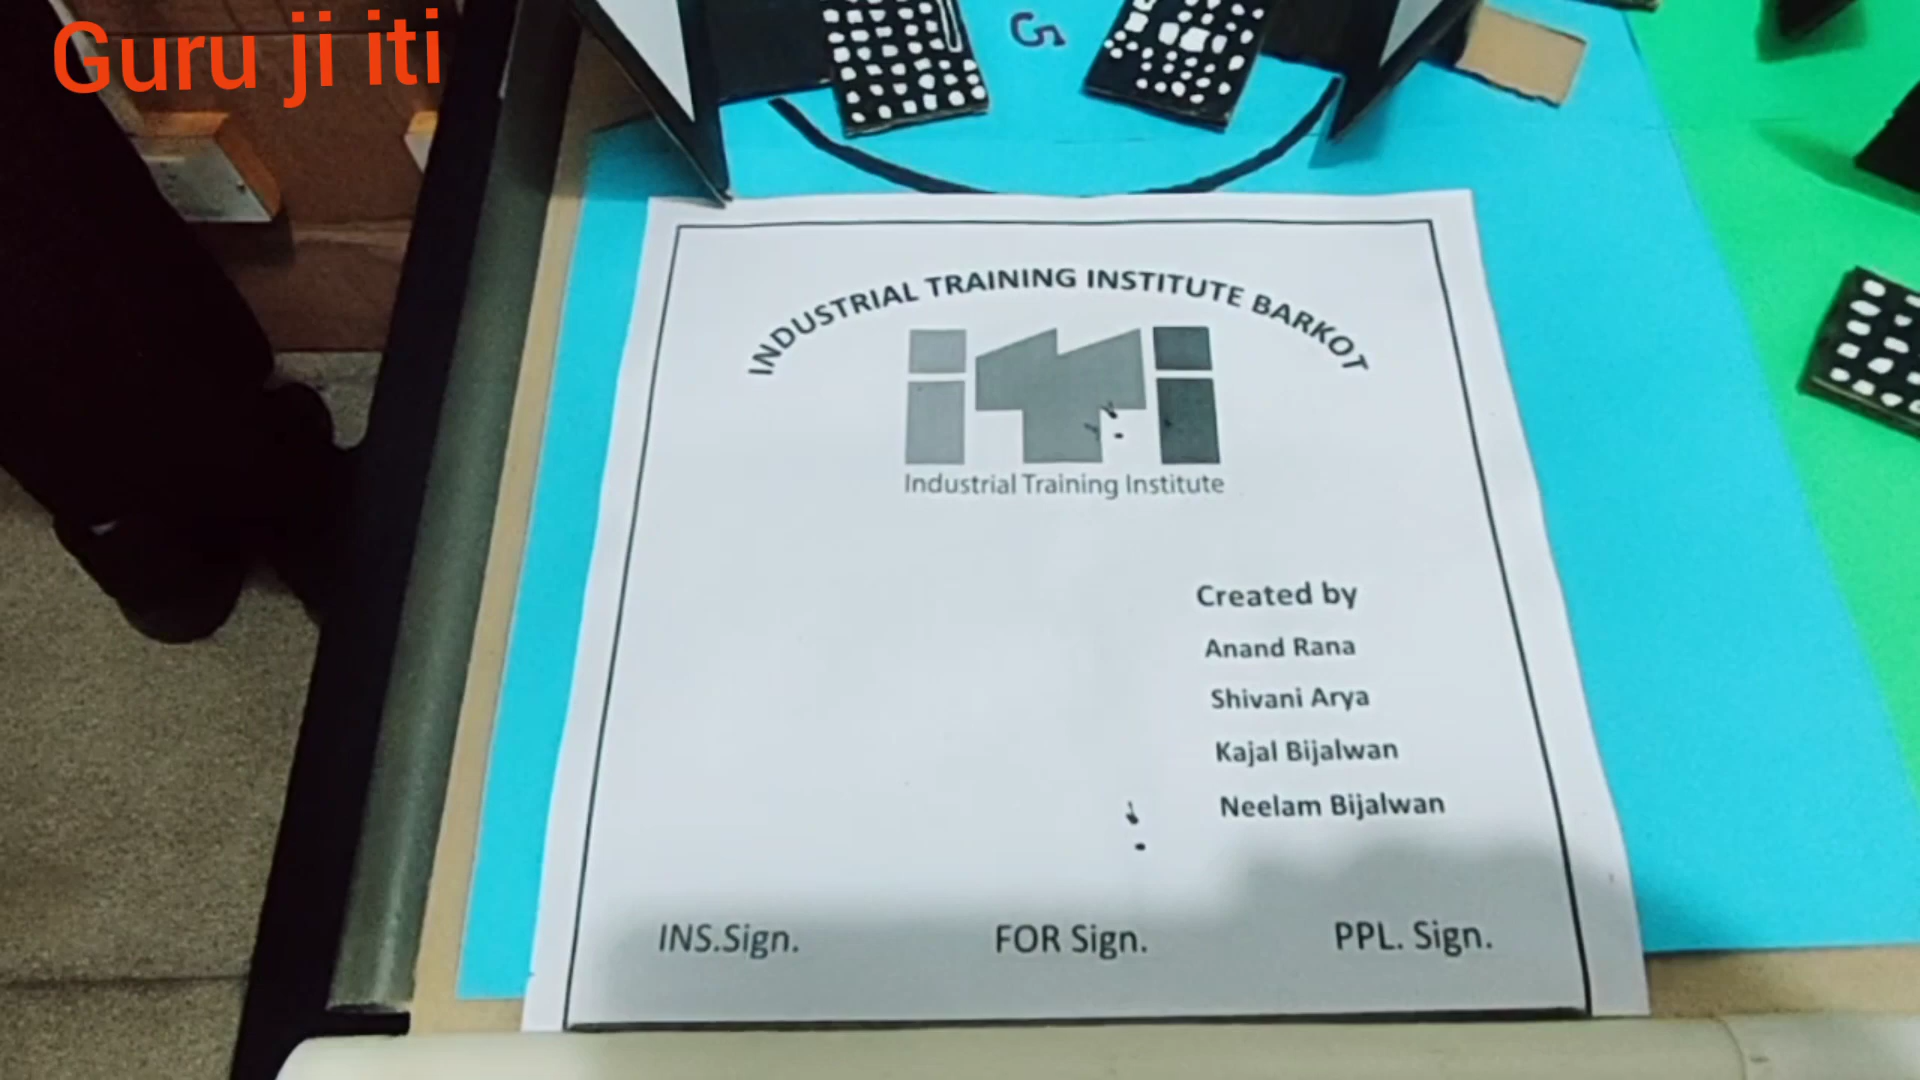 Guru ji iti
5
INDUSTRIAL TRAINING INSTITUTE BARKOT
iTi
Industrial Training Institute
Created by
Anand Rana
Shivani Arya
Kajal Bijalwan
Neelam Bijalwan
INS.Sign. FOR Sign. PPL. Sign.